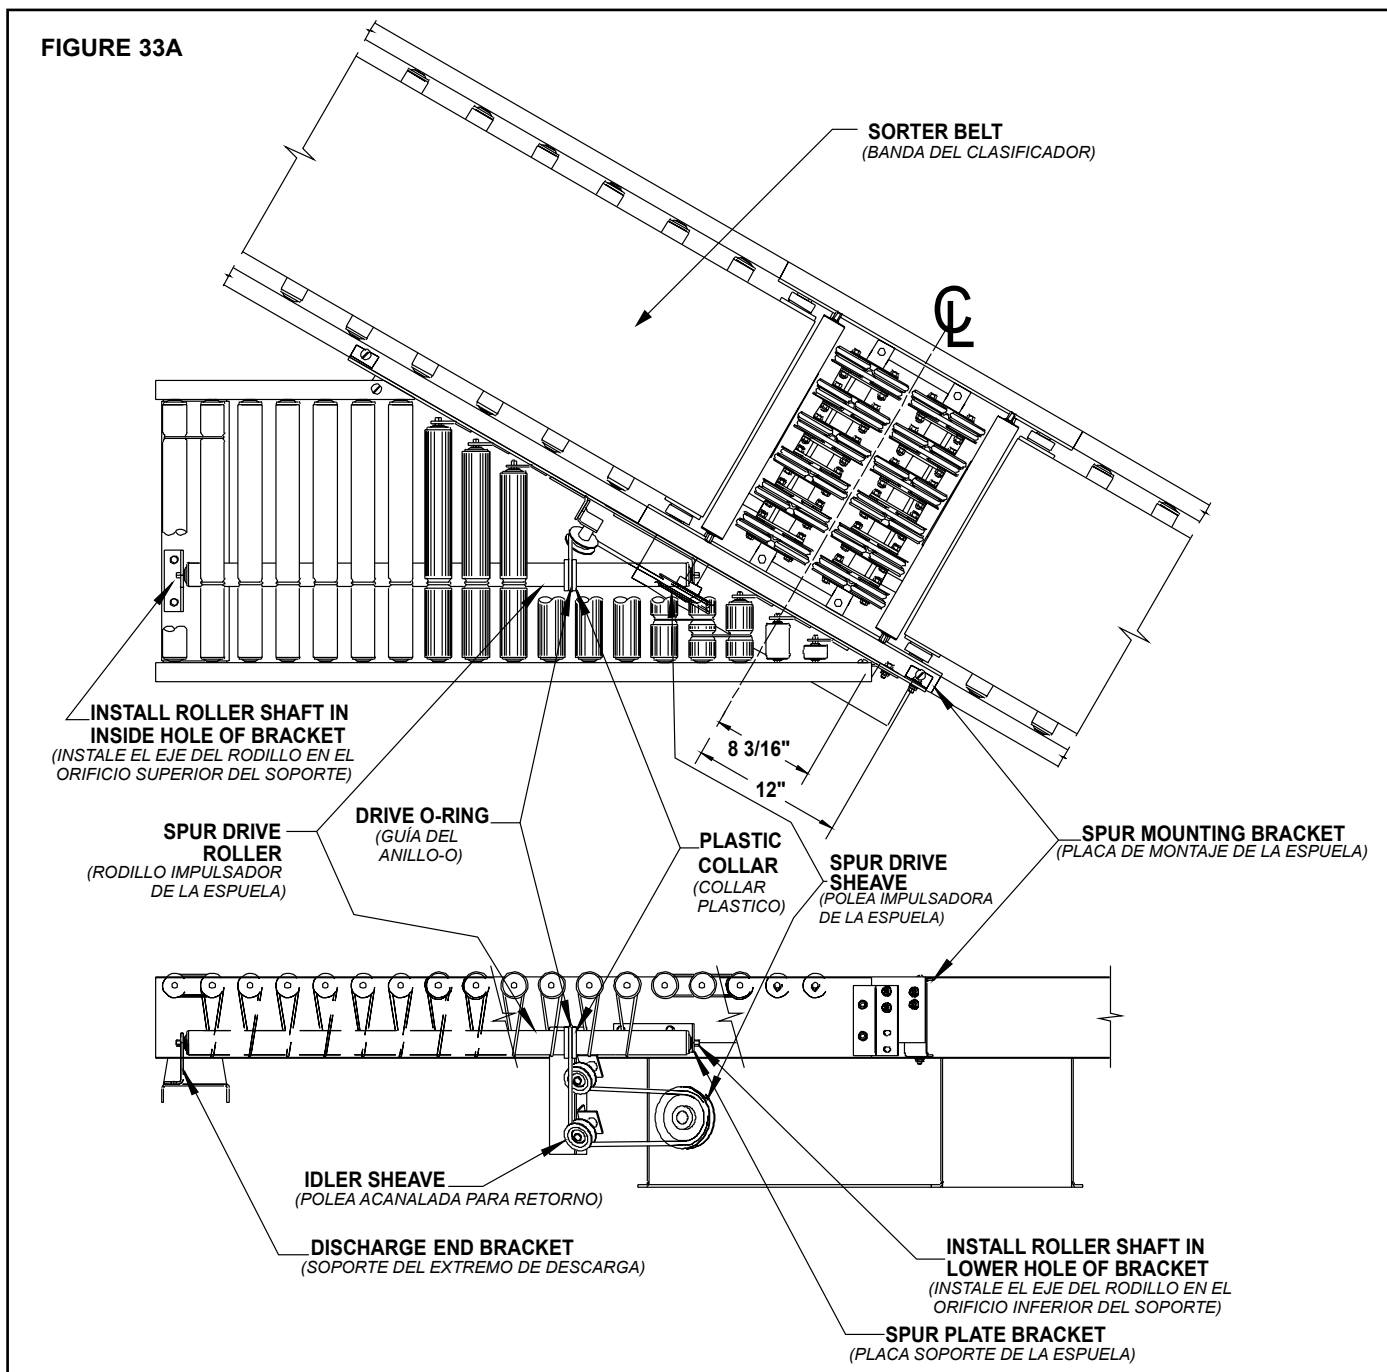 FIGURE 33A
SORTER BELT
(BANDA DEL CLASIFICADOR)
CL
INSTALL ROLLER SHAFT IN
INSIDE HOLE OF BRACKET
(INSTALE EL EJE DEL RODILLO EN EL
ORIFICIO SUPERIOR DEL SOPORTE)
8 3/16"
12"
SPUR DRIVE
ROLLER
(RODILLO IMPULSADOR
DE LA ESPUELA)
DRIVE O-RING
(GUÍA DEL
ANILLO-O)
PLASTIC
COLLAR
(COLLAR
PLASTICO)
SPUR DRIVE
SHEAVE
(POLEA IMPULSADORA
DE LA ESPUELA)
SPUR MOUNTING BRACKET
(PLACA DE MONTAJE DE LA ESPUELA)
IDLER SHEAVE
(POLEA ACANALADA PARA RETORNO)
DISCHARGE END BRACKET
(SOPORTE DEL EXTREMO DE DESCARGA)
INSTALL ROLLER SHAFT IN
LOWER HOLE OF BRACKET
(INSTALE EL EJE DEL RODILLO EN EL
ORIFICIO INFERIOR DEL SOPORTE)
SPUR PLATE BRACKET
(PLACA SOPORTE DE LA ESPUELA)